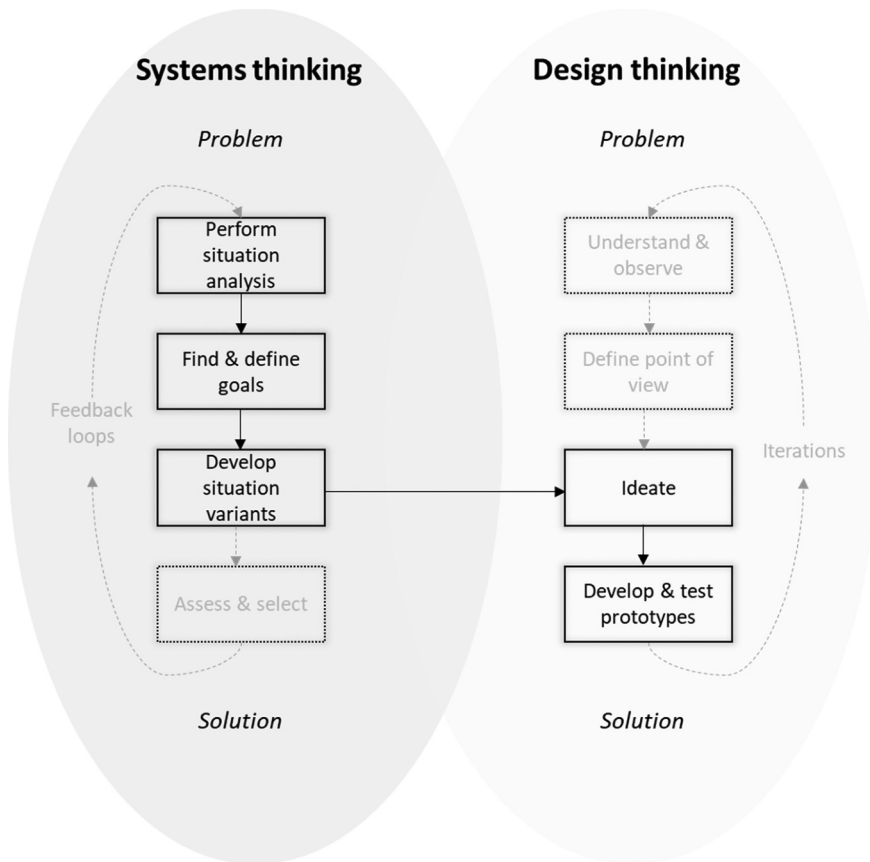 Systems thinking
Problem
Perform
situation
analysis
Find & define
goals
Feedback
loops
Develop
situation
variants
Assess & select
Solution
Design thinking
Problem
Understand &
observe
Define point of
view
Iterations
Ideate
Develop & test
prototypes
Solution